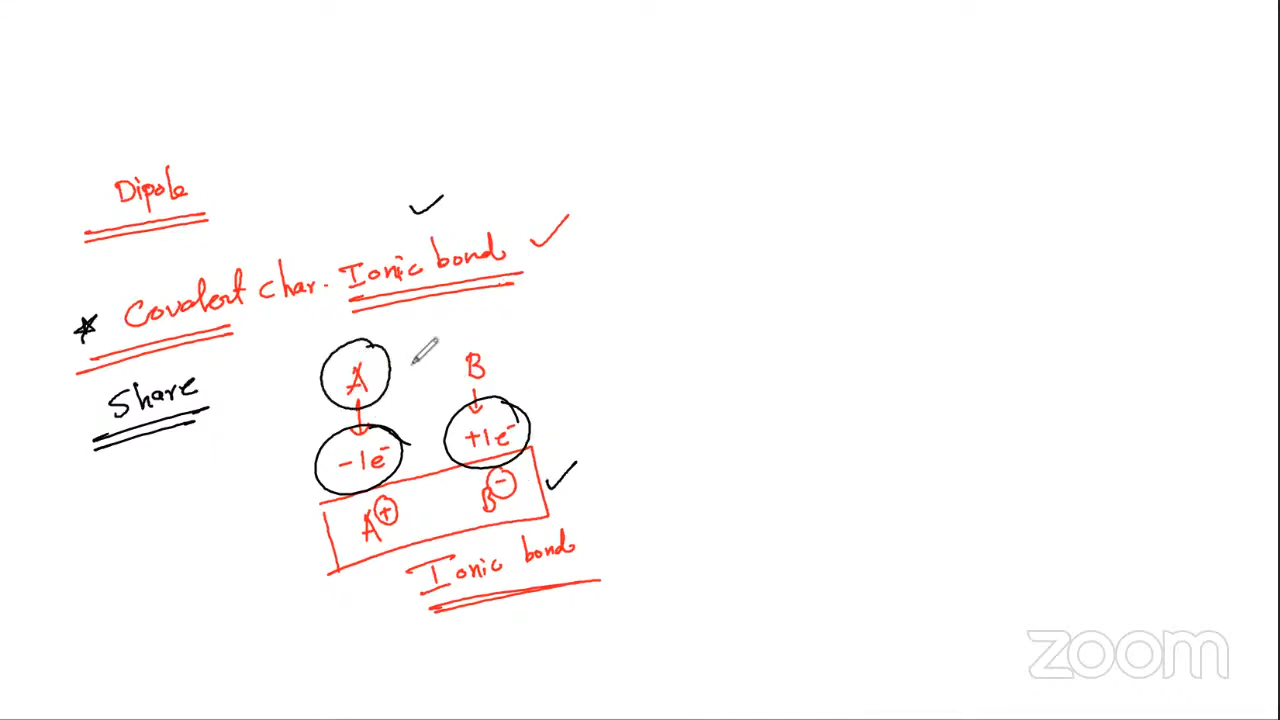 Dipole
Covalent char. Ionic bond
Share
A B
-1e⁻ +1e⁻
A⁺ B⁻
Ionic bond
zoom